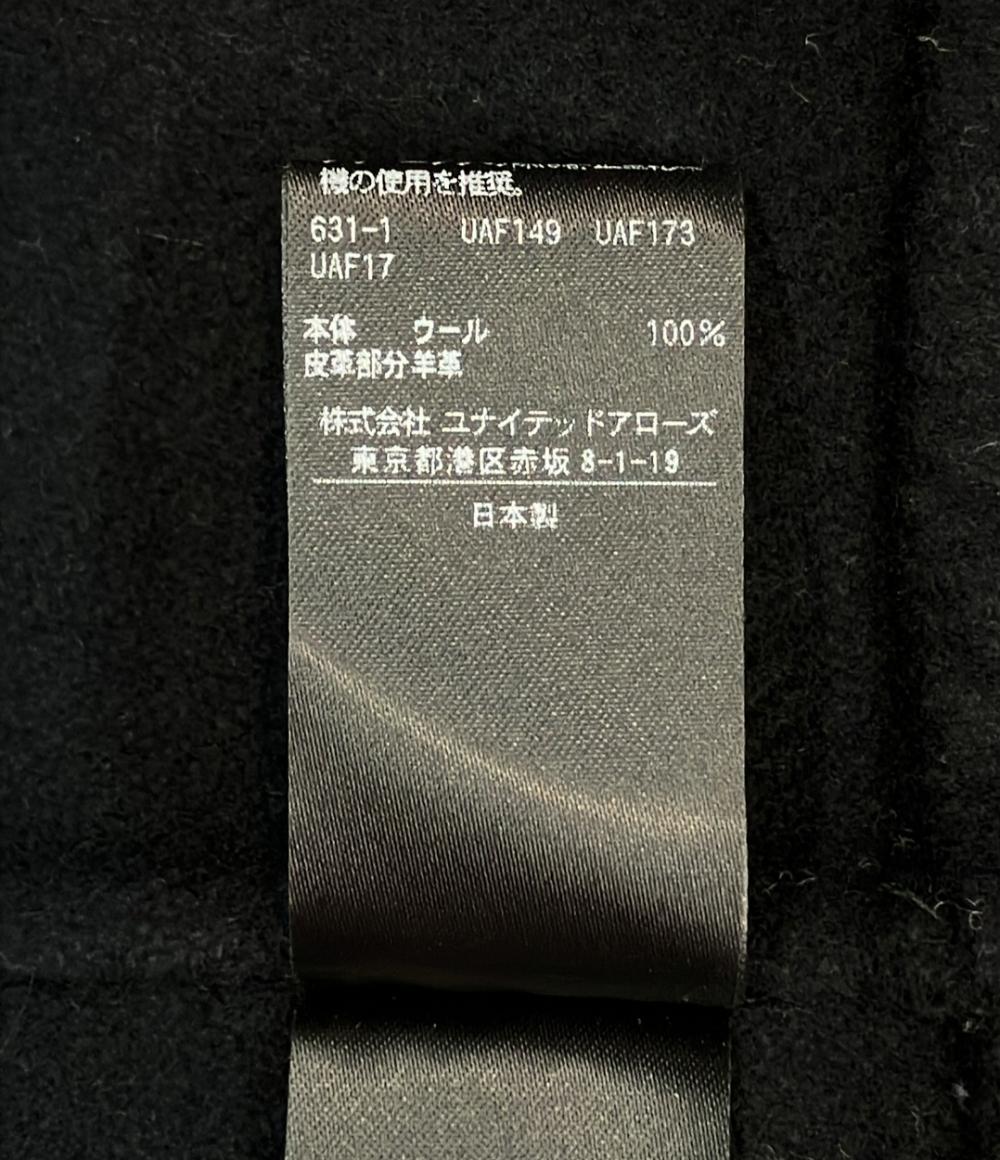 機の使用を推奨。
631-1 UAF149 UAF173
UAF17
本体 ウール 100%
皮革部分羊革
株式会社 ユナイテッドアローズ
東京都港区赤坂 8-1-19
日本製